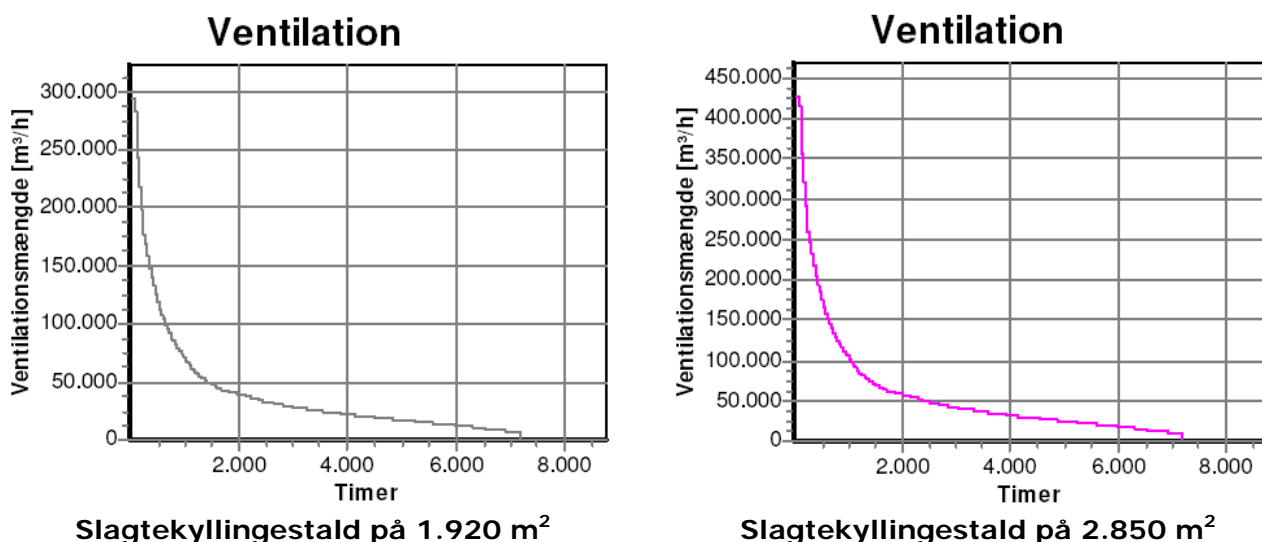 Ventilation
Ventilationsmængde [m³/h]
300.000
250.000
200.000
150.000
100.000
50.000
0
2.000 4.000 6.000 8.000
Timer
Slagtekyllingestald på 1.920 m²
Ventilation
Ventilationsmængde [m³/h]
450.000
400.000
350.000
300.000
250.000
200.000
150.000
100.000
50.000
0
2.000 4.000 6.000 8.000
Timer
Slagtekyllingestald på 2.850 m²